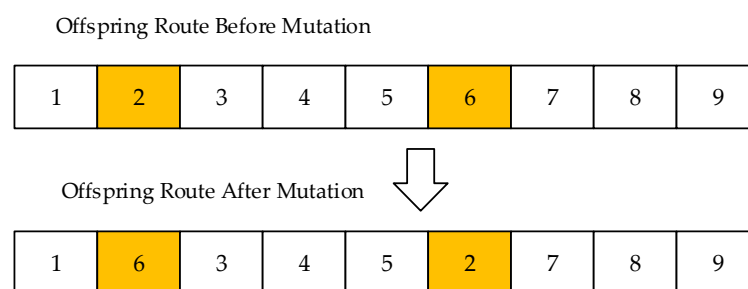 Offspring Route Before Mutation
1 2 3 4 5 6 7 8 9
Offspring Route After Mutation
1 6 3 4 5 2 7 8 9